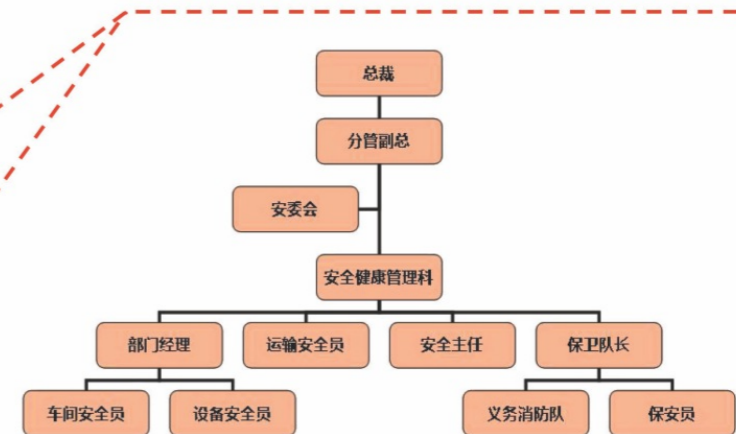 总裁
分管副总
安委会
安全健康管理科
部门经理
运输安全员
安全主任
保卫队长
车间安全员
设备安全员
义务消防队
保安员